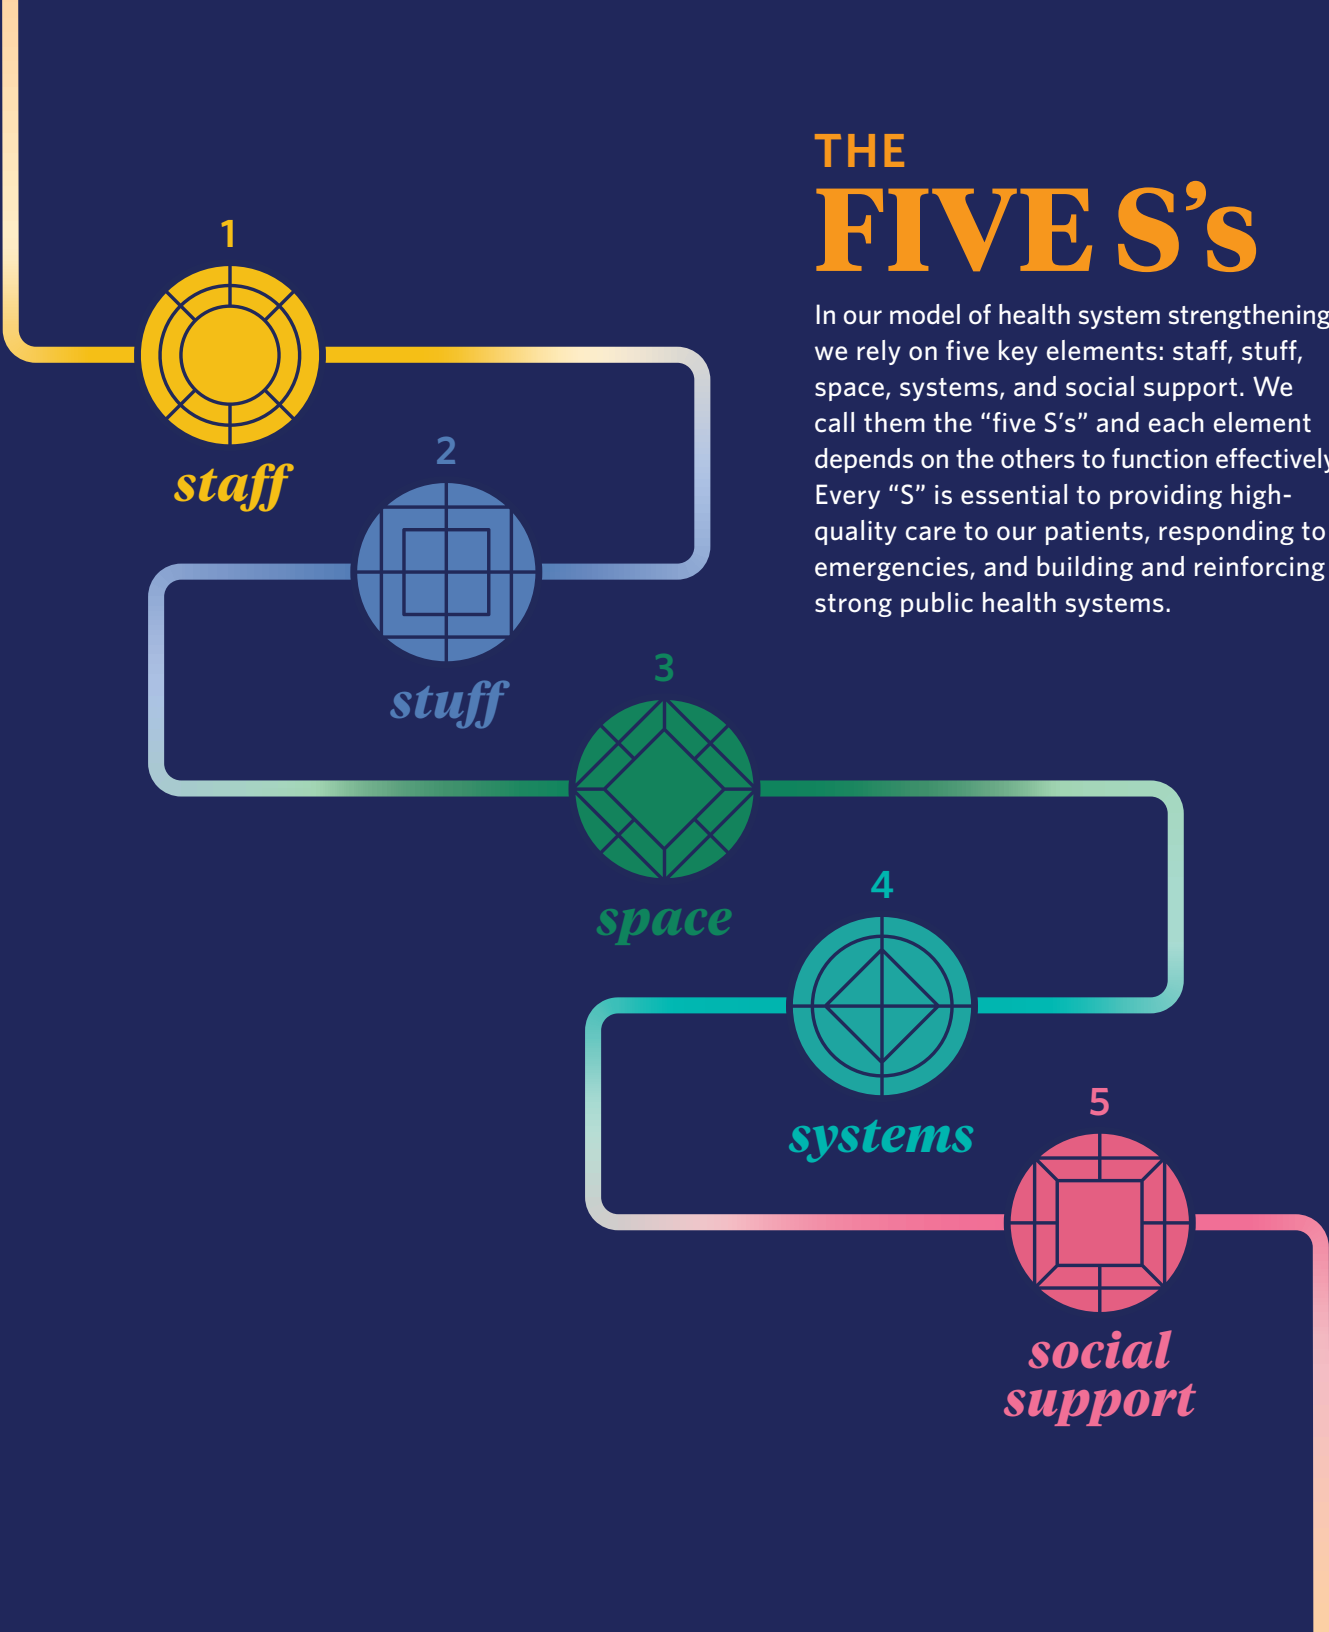 THE
FIVE S’s
In our model of health system strengthening
we rely on five key elements: staff, stuff,
space, systems, and social support. We
call them the “five S’s” and each element
depends on the others to function effectively
Every “S” is essential to providing high-
quality care to our patients, responding to
emergencies, and building and reinforcing
strong public health systems.
1
staff
2
stuff
3
space
4
systems
5
social
support